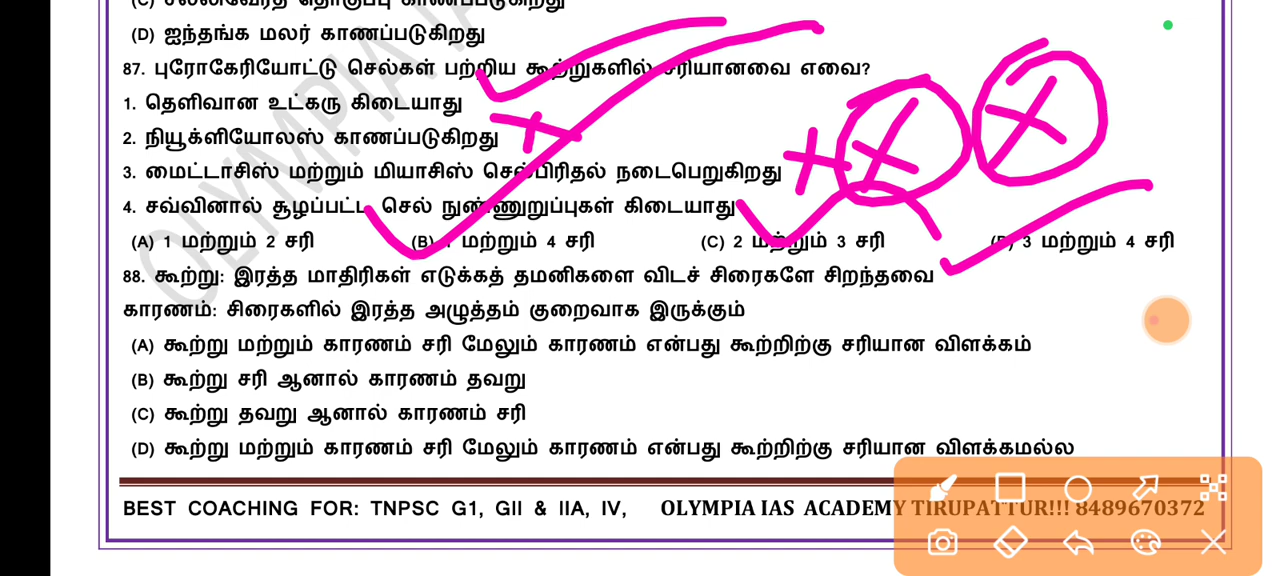 (C) சல்லிவேர்த் தொகுப்பு காணப்படுகிறது
(D) ஐந்தங்க மலர் காணப்படுகிறது
87. புரோகேரியோட்டு செல்கள் பற்றிய கூற்றுகளில் சரியானவை எவை?
1. தெளிவான உட்கரு கிடையாது
2. நியூக்ளியோலஸ் காணப்படுகிறது
3. மைட்டாசிஸ் மற்றும் மியாசிஸ் செல்பிரிதல் நடைபெறுகிறது
4. சவ்வினால் சூழப்பட்ட செல் நுண்ணுறுப்புகள் கிடையாது
(A) 1 மற்றும் 2 சரி (B) 1 மற்றும் 4 சரி (C) 2 மற்றும் 3 சரி (D) 3 மற்றும் 4 சரி
88. கூற்று: இரத்த மாதிரிகள் எடுக்கத் தமனிகளை விடச் சிரைகளே சிறந்தவை
காரணம்: சிரைகளில் இரத்த அழுத்தம் குறைவாக இருக்கும்
(A) கூற்று மற்றும் காரணம் சரி மேலும் காரணம் என்பது கூற்றிற்கு சரியான விளக்கம்
(B) கூற்று சரி ஆனால் காரணம் தவறு
(C) கூற்று தவறு ஆனால் காரணம் சரி
(D) கூற்று மற்றும் காரணம் சரி மேலும் காரணம் என்பது கூற்றிற்கு சரியான விளக்கமல்ல
BEST COACHING FOR: TNPSC G1, GII & IIA, IV, OLYMPIA IAS ACADEMY TIRUPATTUR!!! 8489670372